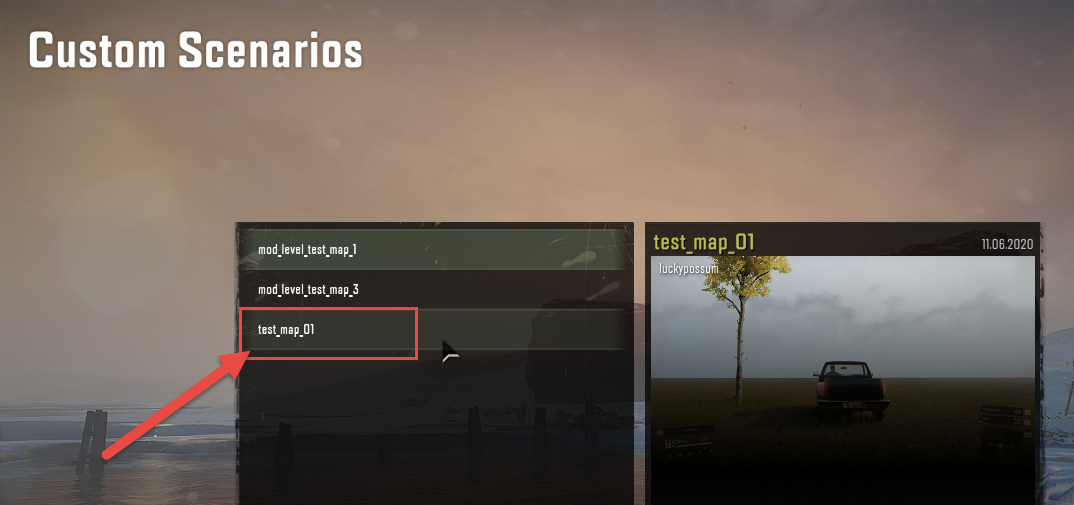 Custom Scenarios
mod_level_test_map_1
mod_level_test_map_3
test_map_01
test_map_01
11.06.2020
luckypossum